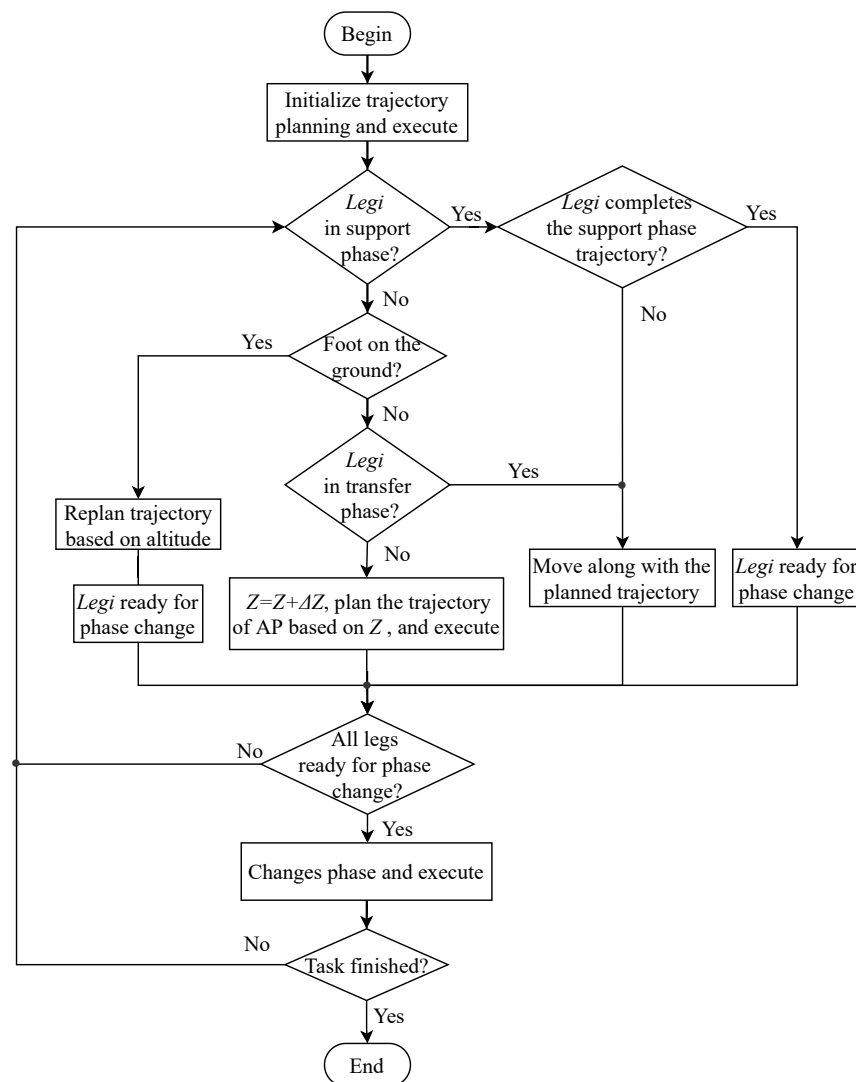 Begin
Initialize trajectory
planning and execute
Legi
in support
phase?
Yes
Legi completes
the support phase
trajectory?
Yes
No
No
Yes
Foot on the
ground?
No
Legi
in transfer
phase?
Yes
Replan trajectory
based on altitude
No
Legi ready for
phase change
Z=Z+ΔZ, plan the trajectory
of AP based on Z , and execute
Move along with the
planned trajectory
Legi ready for
phase change
No
All legs
ready for phase
change?
Yes
Changes phase and execute
No
Task finished?
Yes
End